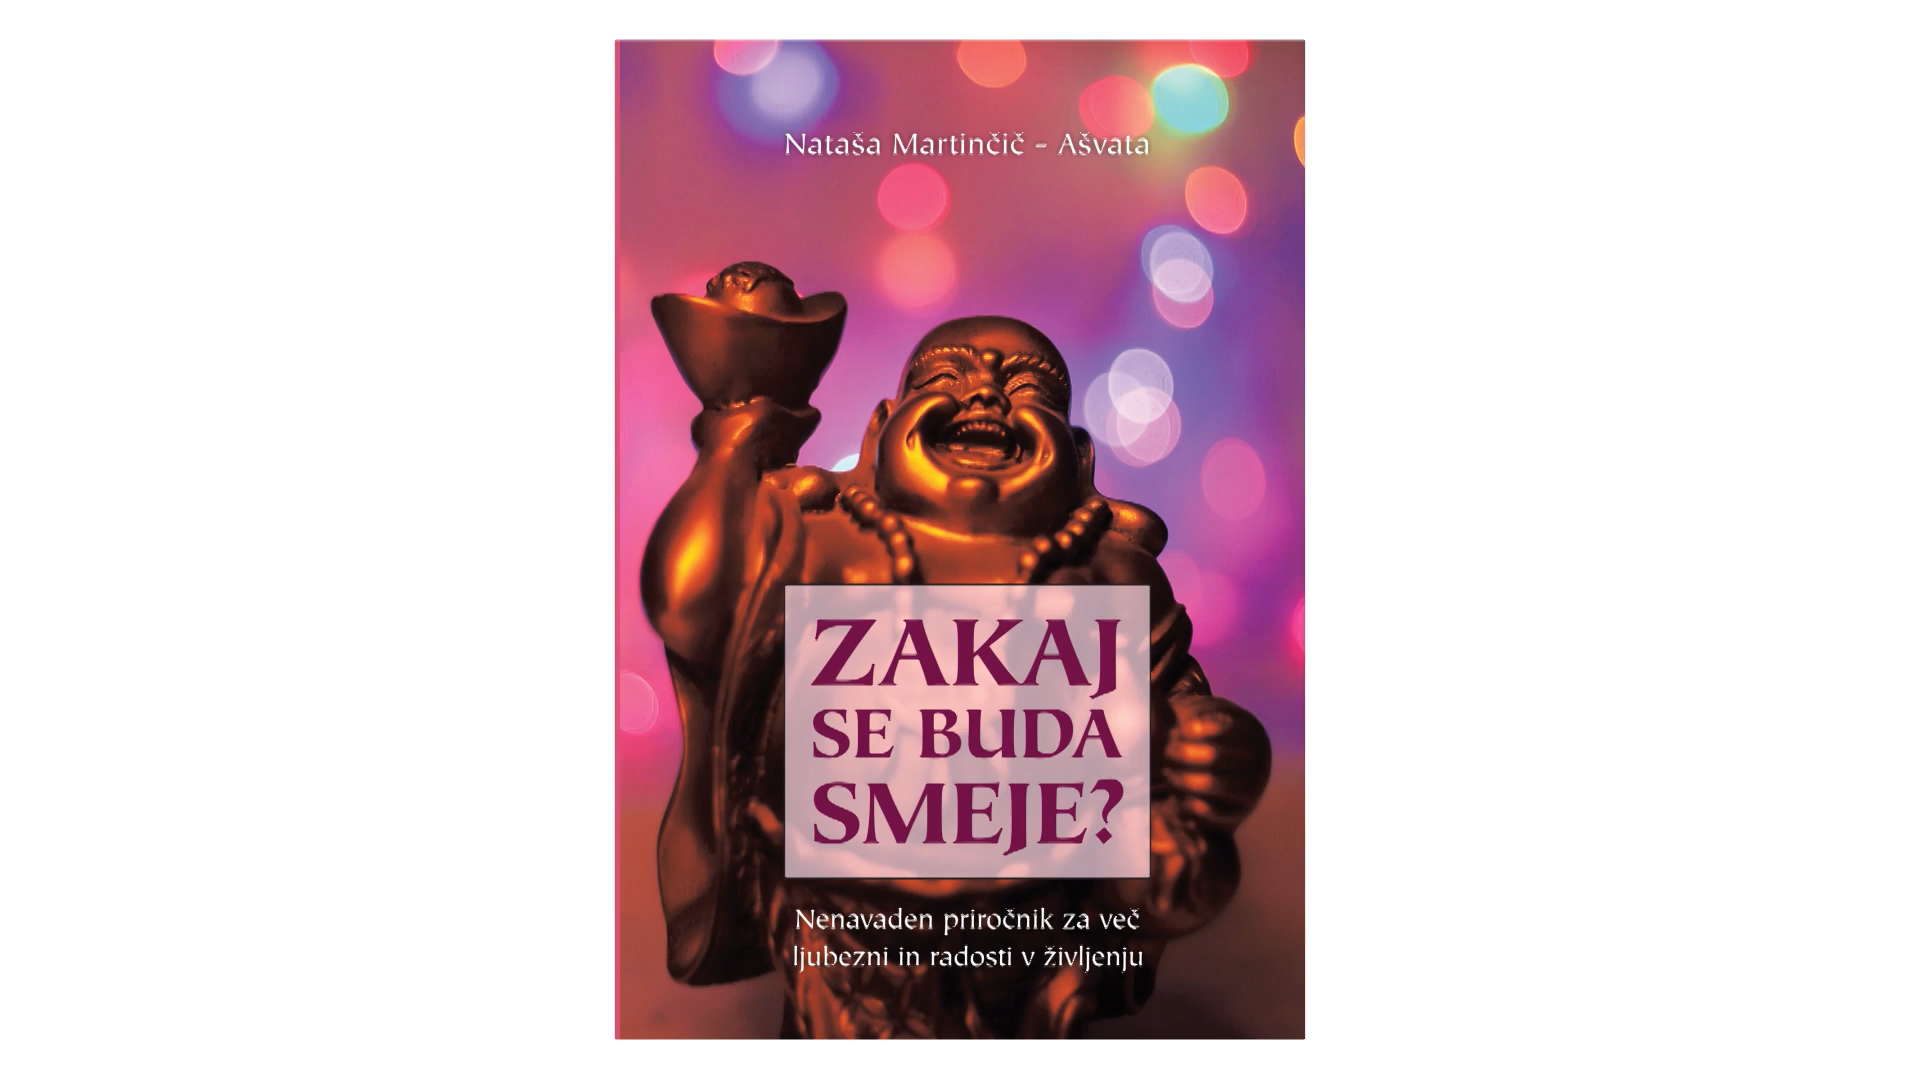 Nataša Martinčič - Ašvata
ZAKAJ
SE BUDA
SMEJE?
Nenavaden priročnik za več
ljubezni in radosti v življenju